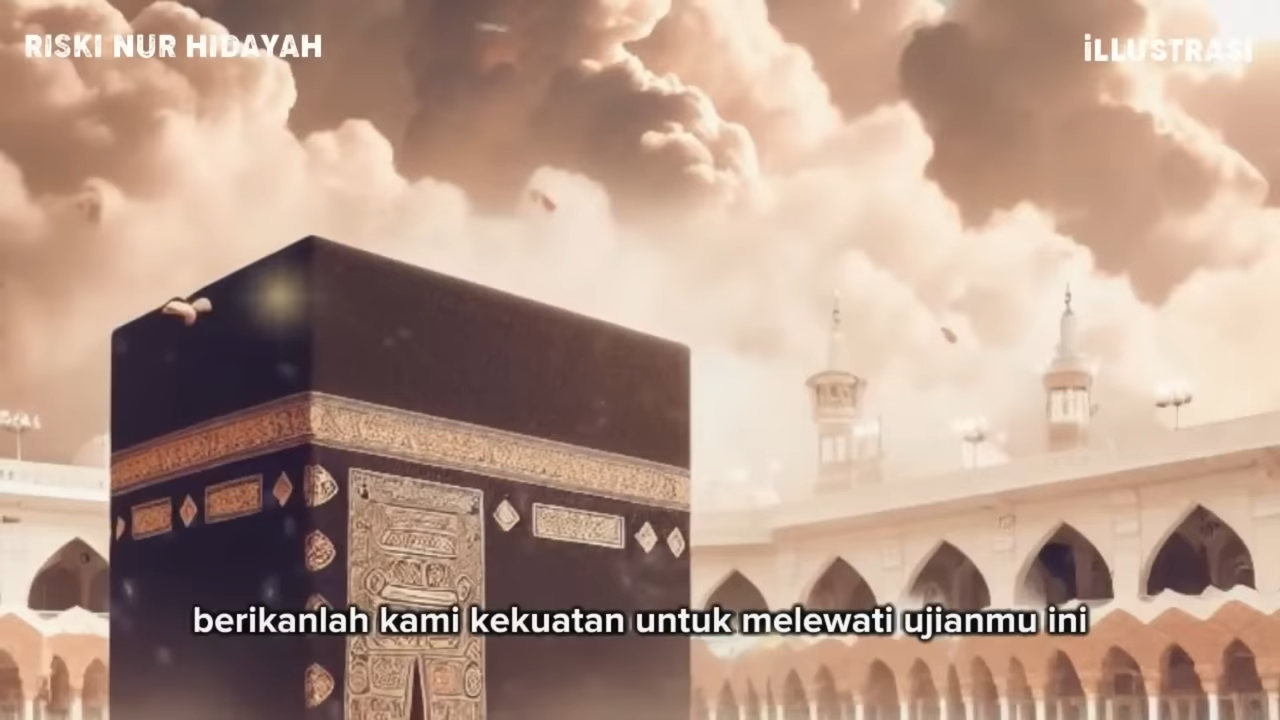 RISKI NUR HIDAYAH
iLLUSTRASI
berikanlah kami kekuatan untuk melewati ujianmu ini